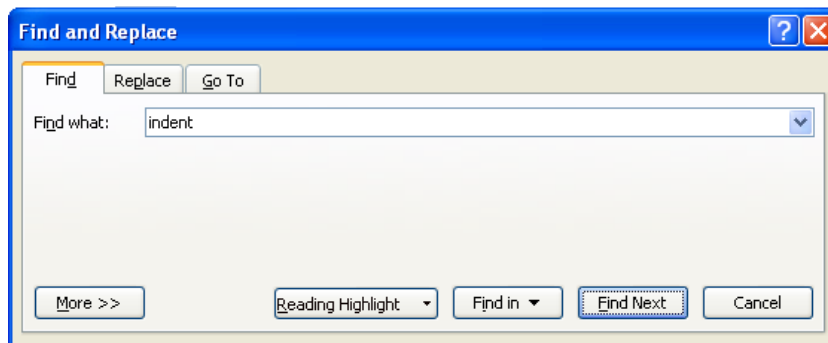 Find and Replace
Find Replace Go To
Find what: indent
More >> Reading Highlight Find in Find Next Cancel